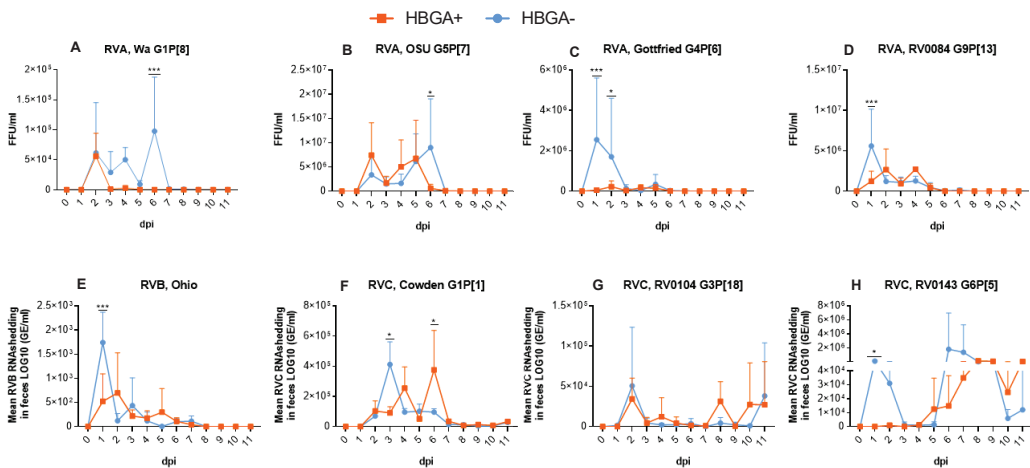 HBGA+ HBGA-
A RVA, Wa G1P[8]
***
2×10⁵
1×10⁵
1×10⁵
5×10⁴
0
FFU/ml
0 1 2 3 4 5 9 6 7 8 9 10 11
dpi
B RVA, OSU G5P[7]
*
2.5×10⁷
2.0×10⁷
1.5×10⁷
1.0×10⁷
5.0×10⁶
0
FFU/ml
0 1 2 3 4 5 6 7 8 9 10 11
dpi
C RVA, Gottfried G4P[6]
***
*
6×10⁶
4×10⁶
2×10⁶
0
FFU/ml
0 1 2 3 4 5 6 7 8 9 10 11
dpi
D RVA, RV0084 G9P[13]
***
1.5×10⁷
1.0×10⁷
5.0×10⁶
0
FFU/ml
0 1 2 3 4 5 6 7 8 9 10 11
dpi
E RVB, Ohio
***
2.5×10³
2.0×10³
1.5×10³
1.0×10³
5.0×10²
0
Mean RVB RNAshedding
in feces LOG10 (GE/ml)
0 1 2 3 4 5 6 7 8 9 10 11
dpi
F RVC, Cowden G1P[1]
*
*
8×10⁵
6×10⁵
4×10⁵
2×10⁵
0
Mean RVC RNAshedding
in feces LOG10 (GE/ml)
0 1 2 3 4 5 6 7 8 9 10 11
dpi
G RVC, RV0104 G3P[18]
1.5×10⁵
1.0×10⁵
5.0×10⁴
0
Mean RVC RNAshedding
in feces LOG10 (GE/ml)
0 1 2 3 4 5 6 7 8 9 10 11
dpi
H RVC, RV0143 G6P[5]
*
8×10⁶
6×10⁶
4×10⁶
2×10⁶
4×10⁴
3×10⁴
2×10⁴
1×10⁴
0
Mean RVC RNAshedding
in feces LOG10 (GE/ml)
0 1 2 3 4 5 6 7 8 9 10 11
dpi